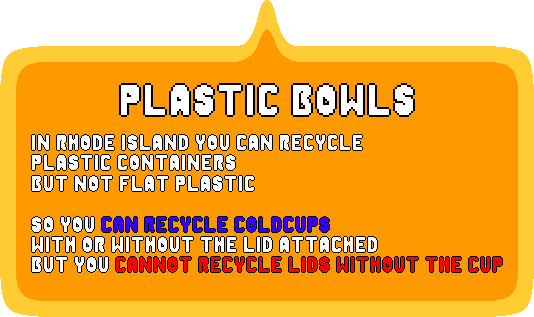 PLASTIC BOWLS
IN RHODE ISLAND YOU CAN RECYCLE
PLASTIC CONTAINERS
BUT NOT FLAT PLASTIC
SO YOU CAN RECYCLE COLDCUPS
WITH OR WITHOUT THE LID ATTACHED
BUT YOU CANNOT RECYCLE LIDS WITHOUT THE CUP